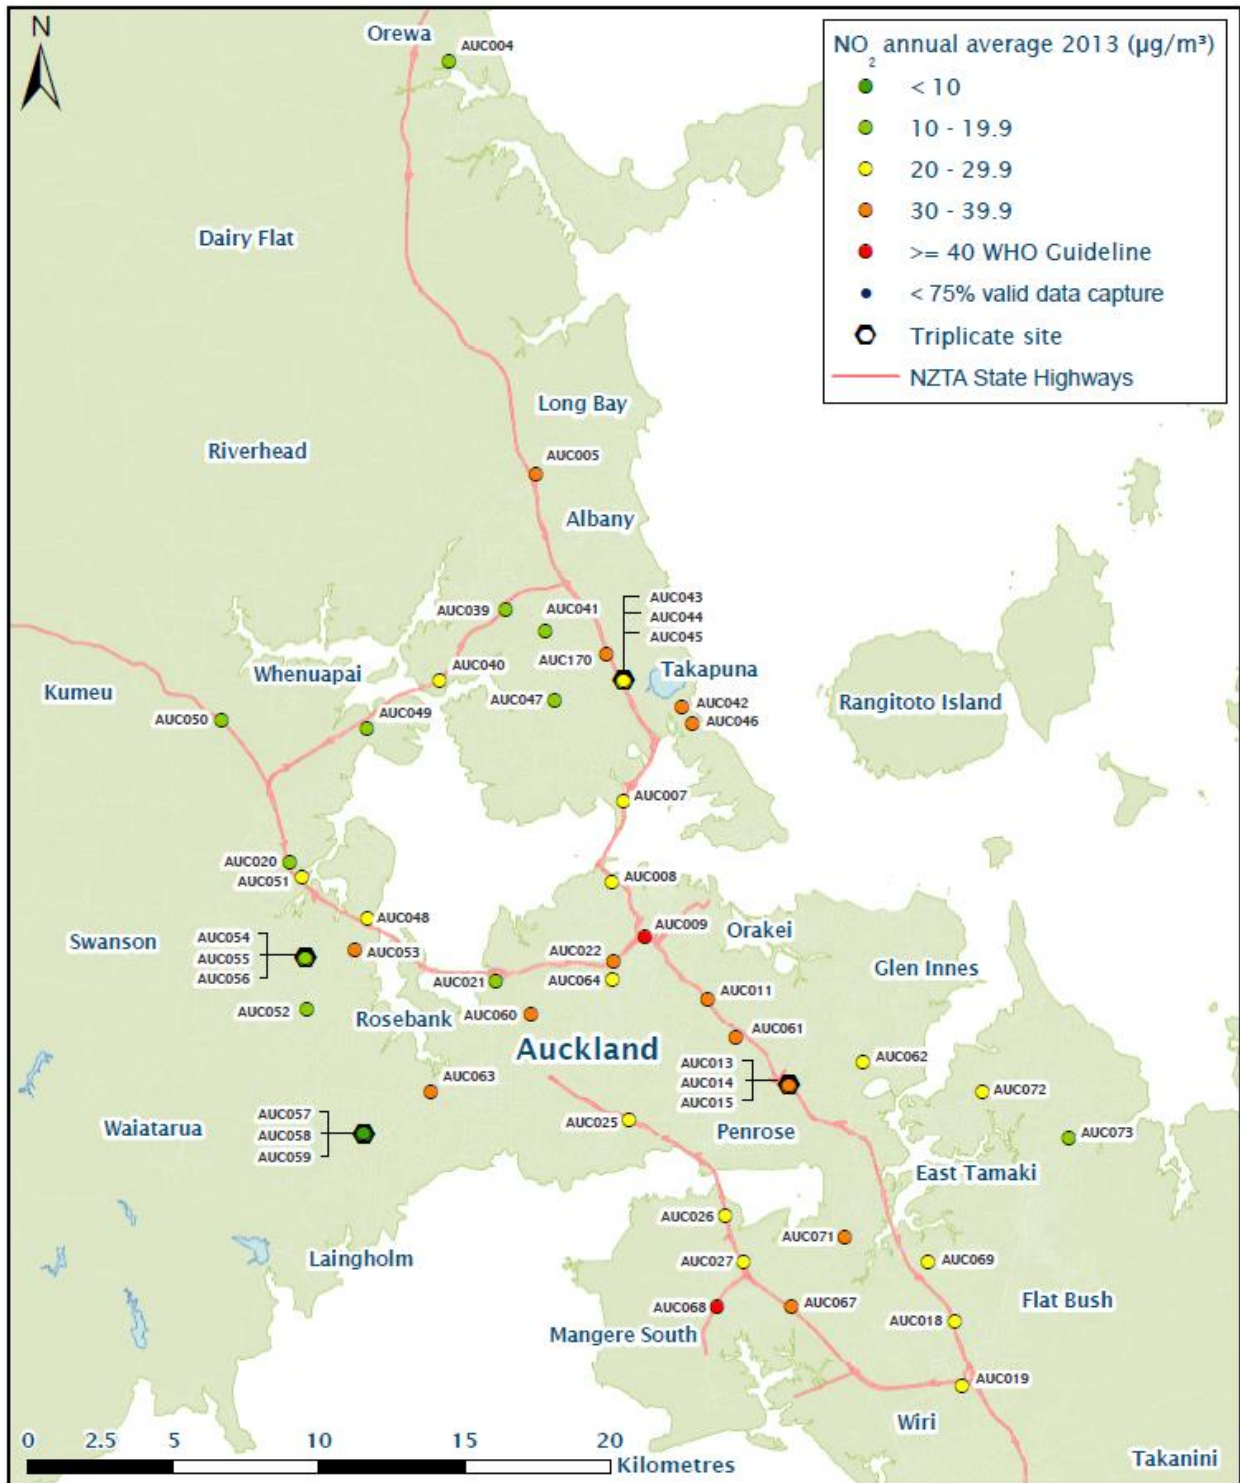 N
Orewa
AUC004
NO₂ annual average 2013 (µg/m³)
< 10
10 - 19.9
20 - 29.9
30 - 39.9
>= 40 WHO Guideline
< 75% valid data capture
Triplicate site
NZTA State Highways
Dairy Flat
Long Bay
Riverhead
AUC005
Albany
AUC039
AUC041
AUC043
AUC044
AUC045
AUC170
Takapuna
Whenuapai
AUC040
Kumeu
AUC047
AUC042
Rangitoto Island
AUC050
AUC049
AUC046
AUC007
AUC020
AUC051
AUC008
AUC048
AUC009
Orakei
Swanson
AUC054
AUC055
AUC056
AUC053
AUC022
AUC064
AUC021
Glen Innes
AUC011
AUC052
Rosebank
AUC060
AUC061
Auckland
AUC062
AUC013
AUC014
AUC015
AUC063
AUC072
Waiatarua
AUC057
AUC058
AUC059
AUC025
Penrose
AUC073
East Tamaki
AUC026
AUC071
Laingholm
AUC027
AUC069
Flat Bush
AUC068
AUC067
AUC018
Mangere South
AUC019
Wiri
0 2.5 5 10 15 20
Kilometres
Takanini